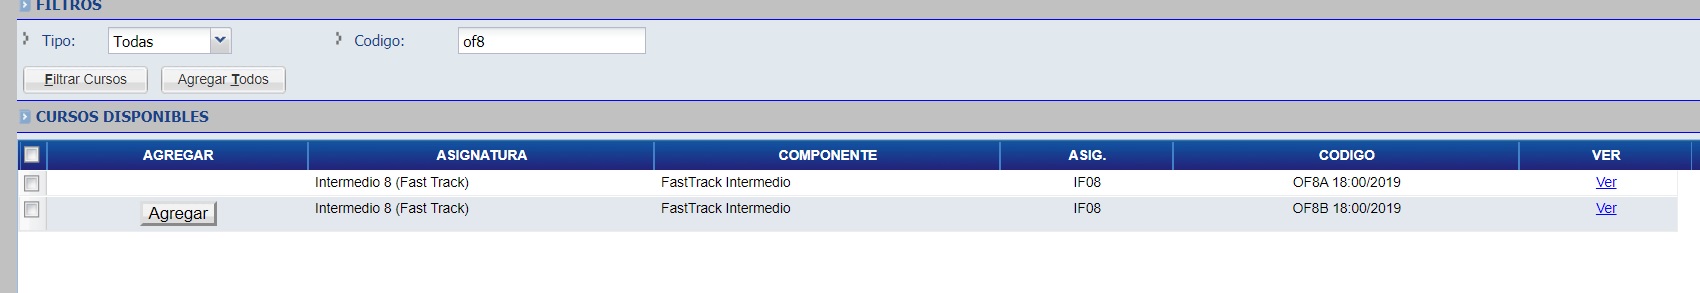 FILTROS
Tipo: Todas Codigo: of8
Filtrar Cursos Agregar Todos
CURSOS DISPONIBLES
AGREGAR ASIGNATURA COMPONENTE ASIG. CODIGO VER
Intermedio 8 (Fast Track) FastTrack Intermedio IF08 OF8A 18:00/2019 Ver
Agregar Intermedio 8 (Fast Track) FastTrack Intermedio IF08 OF8B 18:00/2019 Ver